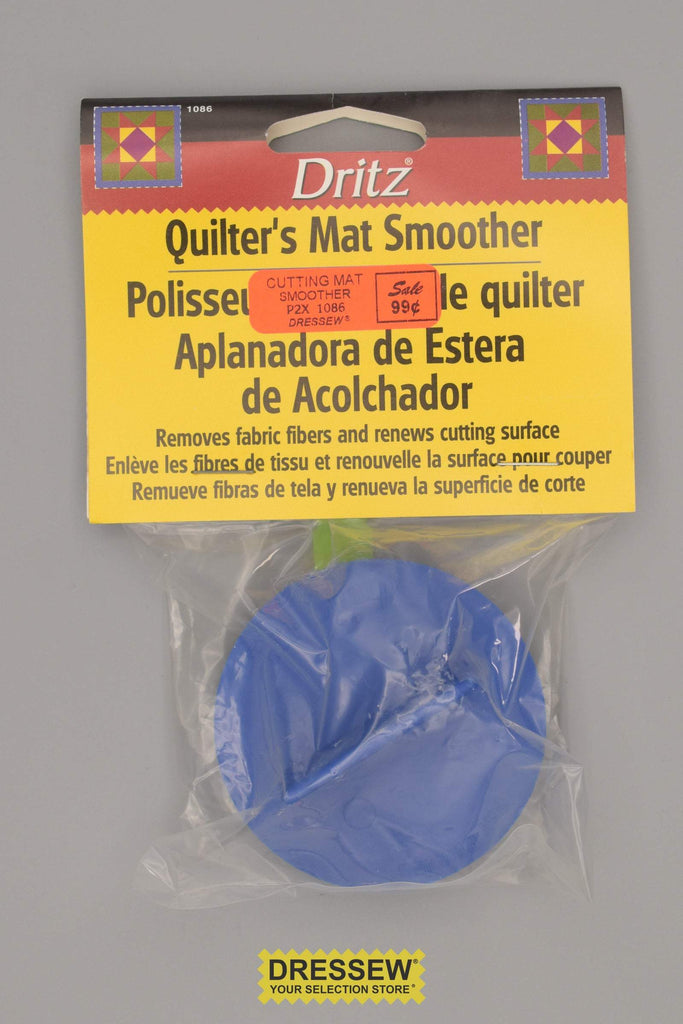 1086
Dritz®
Quilter's Mat Smoother
Polisseu le quilter
CUTTING MAT
SMOOTHER
P2X 1086
DRESSEW®
Sale
99¢
Aplanadora de Estera
de Acolchador
Removes fabric fibers and renews cutting surface
Enlève les fibres de tissu et renouvelle la surface pour couper
Remueve fibras de tela y renueva la superficie de corte
DRESSEW®
YOUR SELECTION STORE®